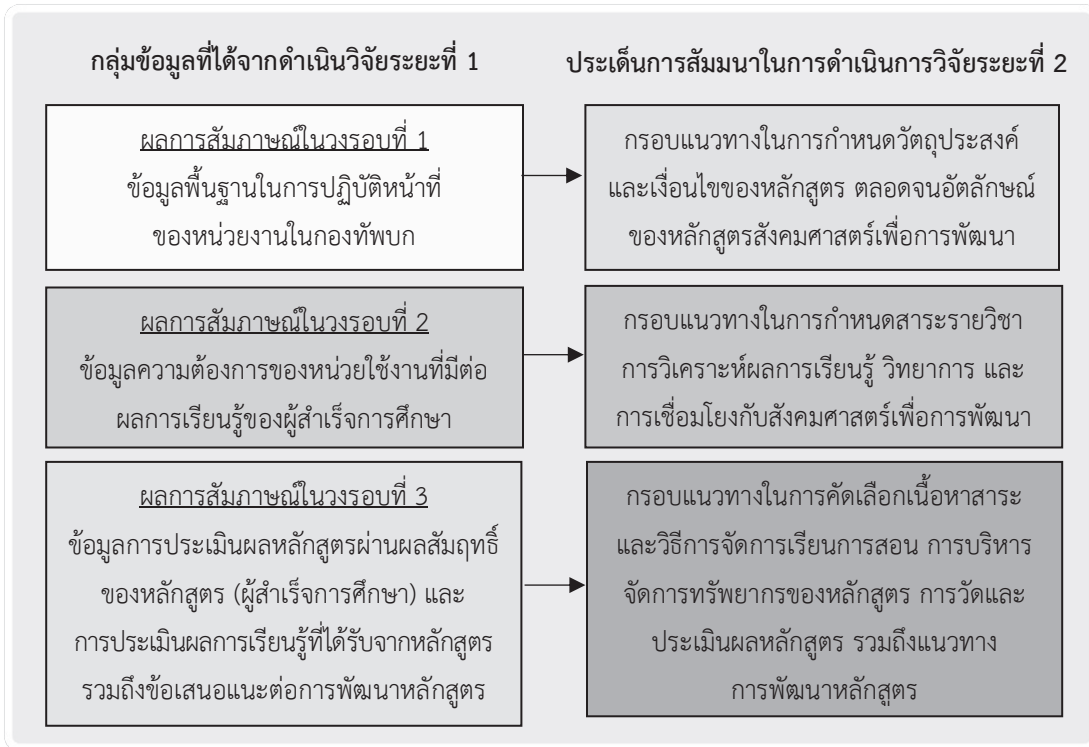 กลุ่มข้อมูลที่ได้จากดำเนินวิจัยระยะที่ 1
ประเด็นการสัมมนาในการดำเนินการวิจัยระยะที่ 2
ผลการสัมภาษณ์ในวงรอบที่ 1
ข้อมูลพื้นฐานในการปฏิบัติหน้าที่
ของหน่วยงานในกองทัพบก
กรอบแนวทางในการกำหนดวัตถุประสงค์
และเงื่อนไขของหลักสูตร ตลอดจนอัตลักษณ์
ของหลักสูตรสังคมศาสตร์เพื่อการพัฒนา
ผลการสัมภาษณ์ในวงรอบที่ 2
ข้อมูลความต้องการของหน่วยใช้งานที่มีต่อ
ผลการเรียนรู้ของผู้สำเร็จการศึกษา
กรอบแนวทางในการกำหนดสาระรายวิชา
การวิเคราะห์ผลการเรียนรู้ วิทยาการ และ
การเชื่อมโยงกับสังคมศาสตร์เพื่อการพัฒนา
ผลการสัมภาษณ์ในวงรอบที่ 3
ข้อมูลการประเมินผลหลักสูตรผ่านผลสัมฤทธิ์
ของหลักสูตร (ผู้สำเร็จการศึกษา) และ
การประเมินผลการเรียนรู้ที่ได้รับจากหลักสูตร
รวมถึงข้อเสนอแนะต่อการพัฒนาหลักสูตร
กรอบแนวทางในการคัดเลือกเนื้อหาสาระ
และวิธีการจัดการเรียนการสอน การบริหาร
จัดการทรัพยากรของหลักสูตร การวัดและ
ประเมินผลหลักสูตร รวมถึงแนวทาง
การพัฒนาหลักสูตร